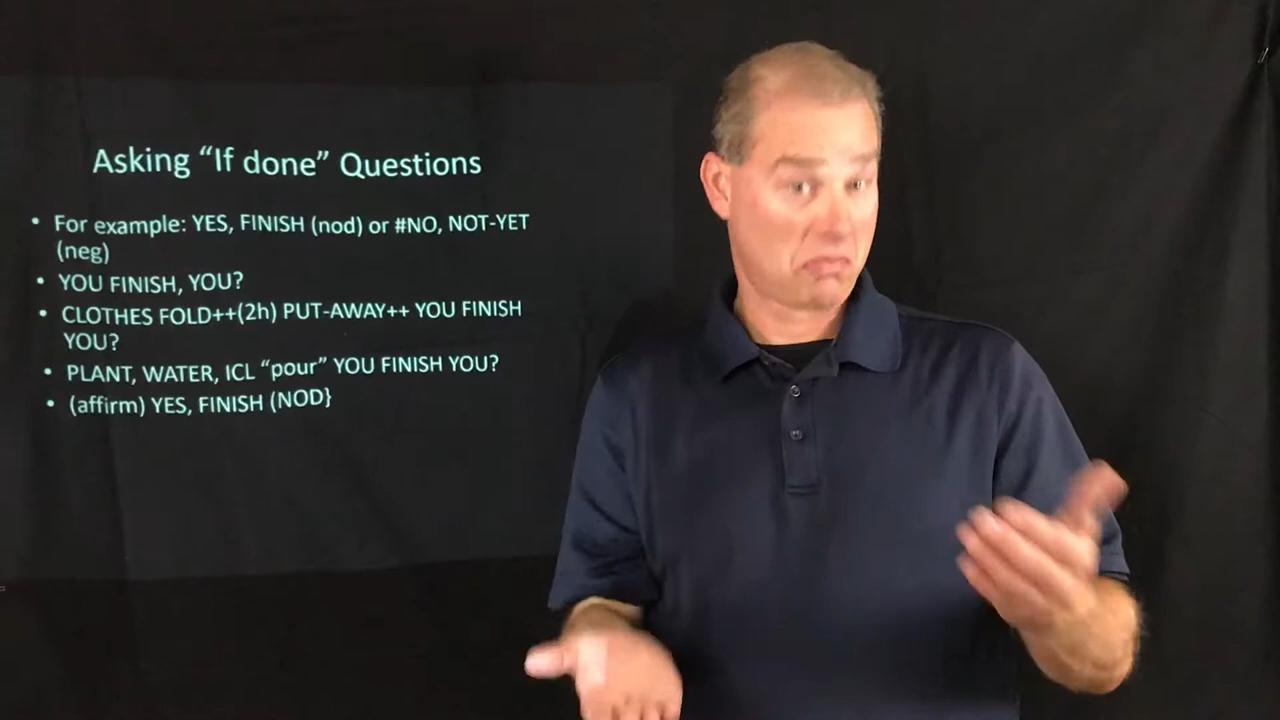 Asking “If done” Questions
• For example: YES, FINISH (nod) or #NO, NOT-YET
(neg)
• YOU FINISH, YOU?
• CLOTHES FOLD++(2h) PUT-AWAY++ YOU FINISH
YOU?
• PLANT, WATER, ICL “pour” YOU FINISH YOU?
• (affirm) YES, FINISH (NOD}